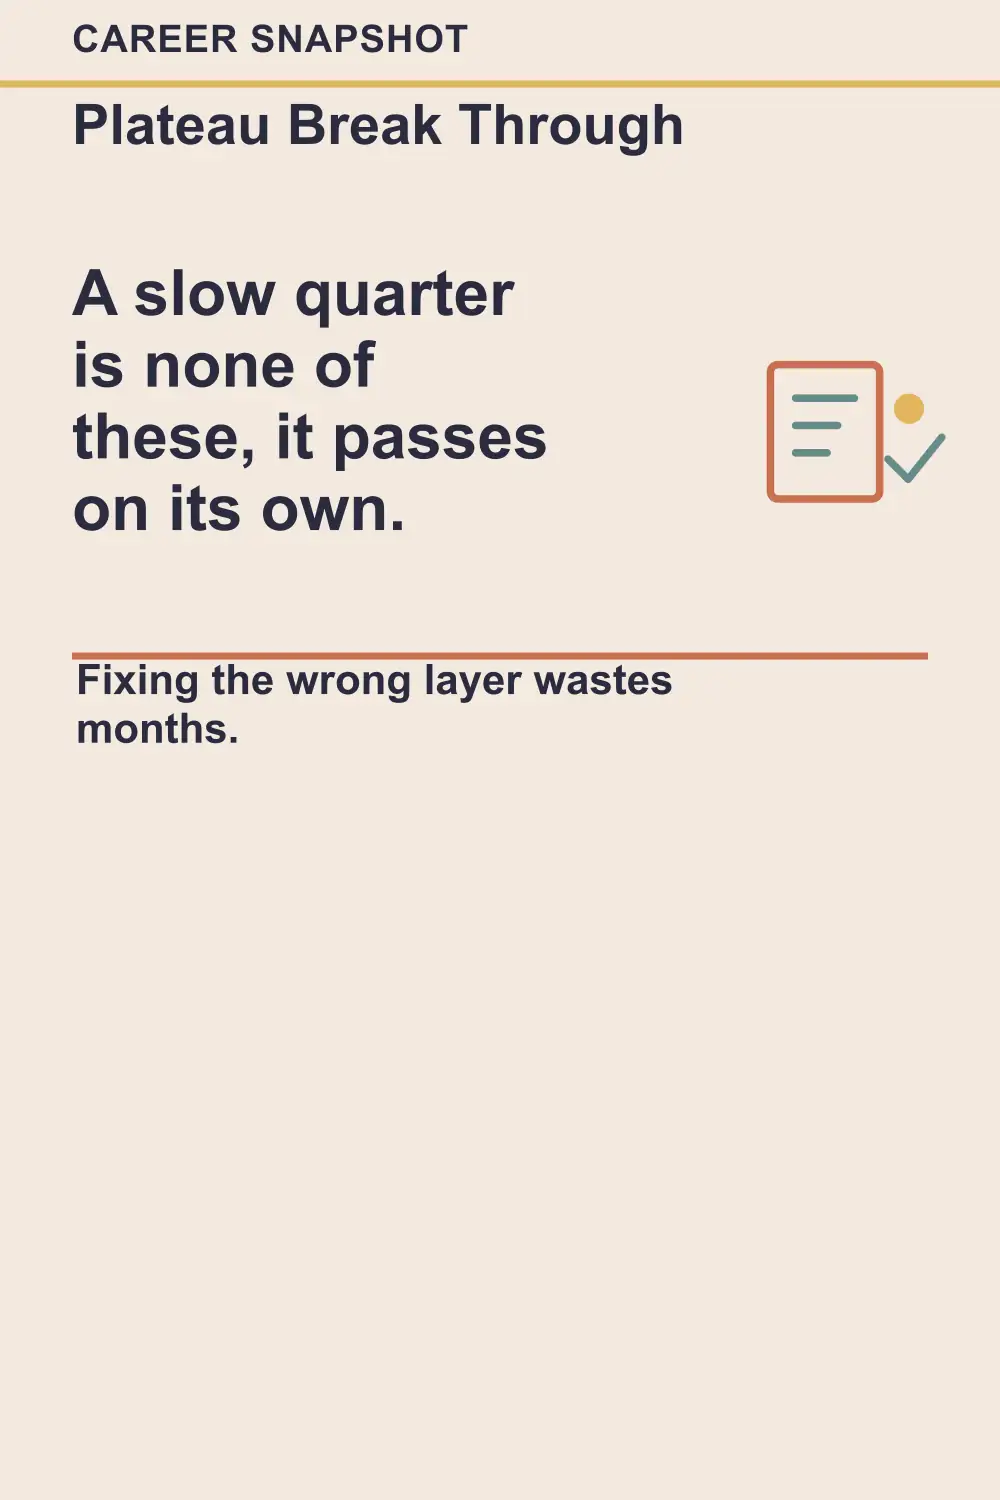 CAREER SNAPSHOT
Plateau Break Through
A slow quarter
is none of
these, it passes
on its own.
Fixing the wrong layer wastes
months.